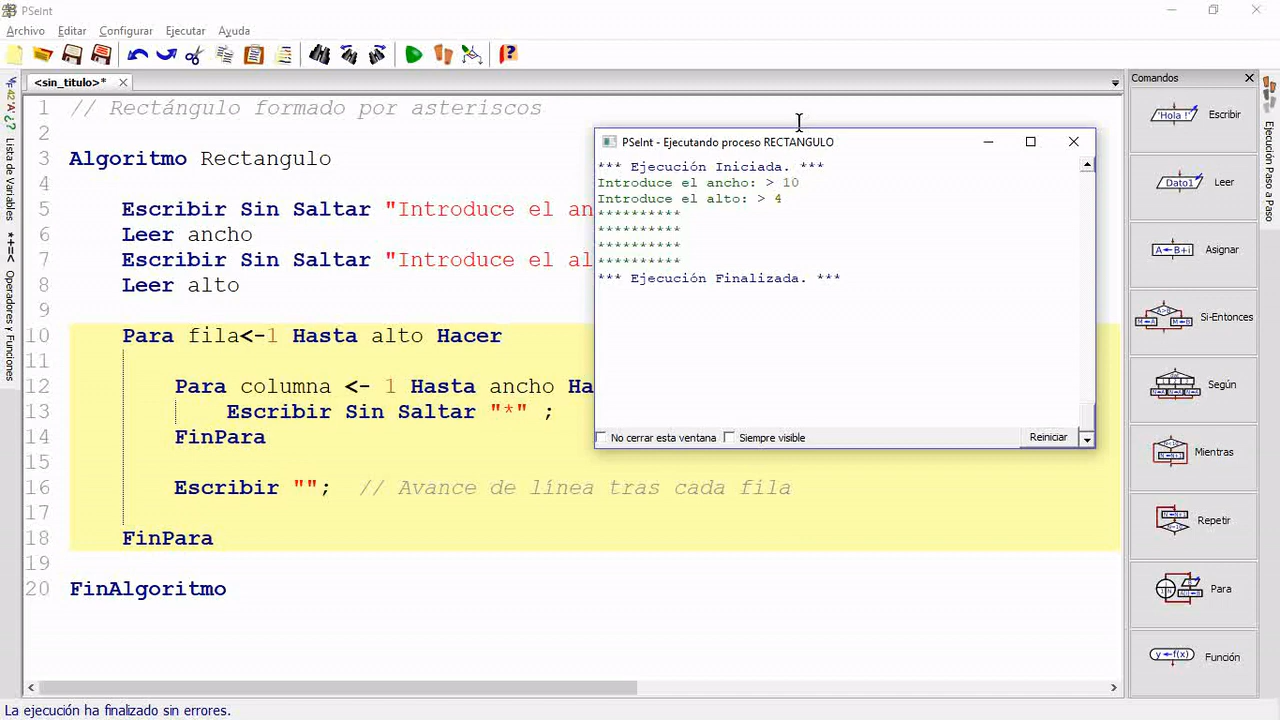 PSeInt
Archivo Editar Configurar Ejecutar Ayuda
<sin_titulo>*
Lista de Variables
Operadores y Funciones
1 // Rectángulo formado por asteriscos
2
3 Algoritmo Rectangulo
4
5 Escribir Sin Saltar "Introduce el an
6 Leer ancho
7 Escribir Sin Saltar "Introduce el al
8 Leer alto
9
10 Para fila<-1 Hasta alto Hacer
11
12 Para columna <- 1 Hasta ancho Ha
13 Escribir Sin Saltar "*" ;
14 FinPara
15
16 Escribir ""; // Avance de línea tras cada fila
17
18 FinPara
19
20 FinAlgoritmo
PSeInt - Ejecutando proceso RECTANGULO
*** Ejecución Iniciada. ***
Introduce el ancho: > 10
Introduce el alto: > 4
**********
**********
**********
**********
*** Ejecución Finalizada. ***
No cerrar esta ventana Siempre visible Reiniciar
Comandos
'Hola !' Escribir
Dato1 Leer
A←B+i Asignar
Si-Entonces
Según
Mientras
Repetir
Para
y←f(x) Función
Ejecución Paso a Paso
La ejecución ha finalizado sin errores.